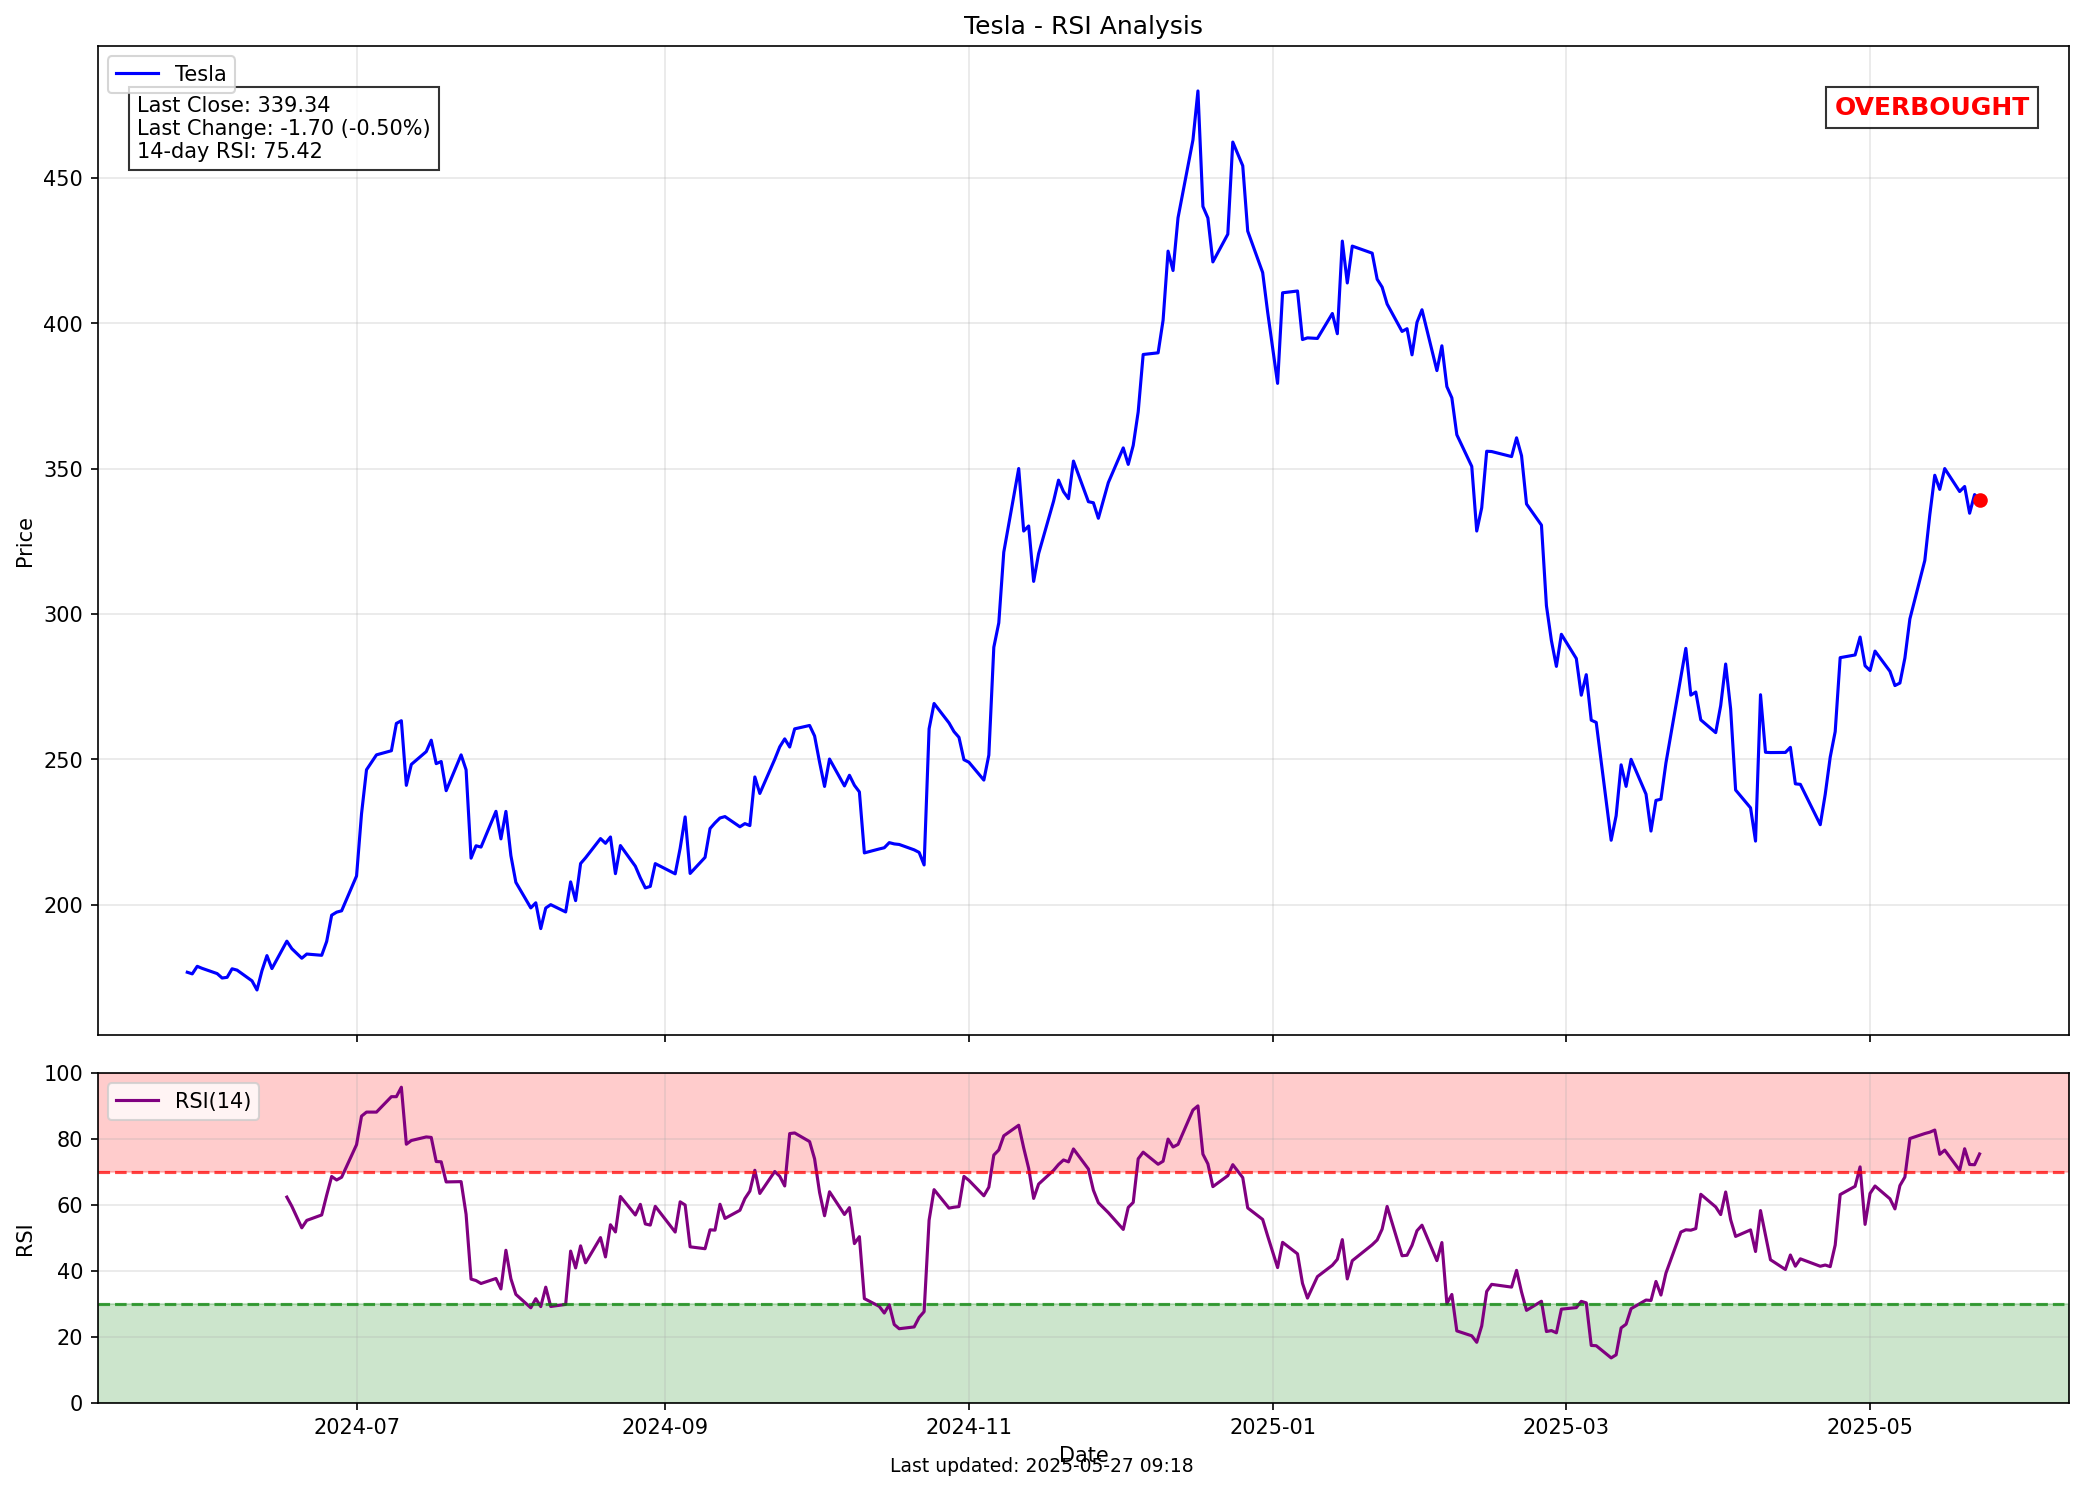 Tesla - RSI Analysis
Tesla
Last Close: 339.34
Last Change: -1.70 (-0.50%)
14-day RSI: 75.42
OVERBOUGHT
Price
450
400
350
300
250
200
RSI(14)
RSI
100
80
60
40
20
0
2024-07 2024-09 2024-11 2025-01 2025-03 2025-05
Date
Last updated: 2025-05-27 09:18